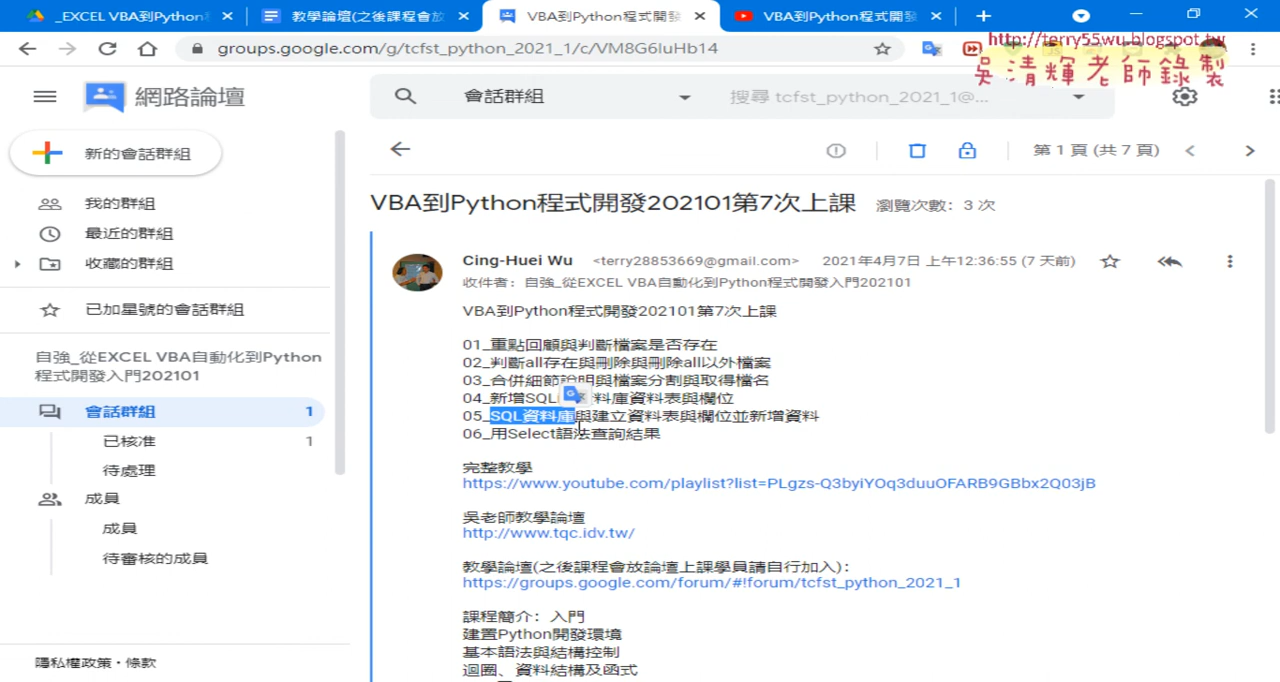 _EXCEL VBA到Python
教學論壇(之後課程會放
VBA到Python程式開發
VBA到Python程式開發
groups.google.com/g/tcfst_python_2021_1/c/VM8G6luHb14
http://terry55.wu.blogspot.tw
吳清輝老師錄製
網路論壇
會話群組
搜尋 tcfst_python_2021_1@...
新的會話群組
第 1 頁 (共 7 頁)
我的群組
最近的群組
收藏的群組
已加星號的會話群組
自強_從EXCEL VBA自動化到Python
程式開發入門202101
會話群組 1
已核准 1
待處理
成員
成員
待審核的成員
隱私權政策・條款
VBA到Python程式開發202101第7次上課 瀏覽次數: 3 次
Cing-Huei Wu <terry28853669@gmail.com> 2021年4月7日 上午12:36:55 (7 天前)
收件者: 自強_從EXCEL VBA自動化到Python程式開發入門202101
VBA到Python程式開發202101第7次上課
01_重點回顧與判斷檔案是否存在
02_判斷all存在與刪除與刪除all以外檔案
03_合併細節說明與檔案分割與取得檔名
04_新增SQL 料庫資料表與欄位
05_SQL資料庫與建立資料表與欄位並新增資料
06_用Select語法查詢結果
完整教學
https://www.youtube.com/playlist?list=PLgzs-Q3byiYOq3duuOFARB9GBbx2Q03jB
吳老師教學論壇
http://www.tqc.idv.tw/
教學論壇(之後課程會放論壇上課學員請自行加入):
https://groups.google.com/forum/#!forum/tcfst_python_2021_1
課程簡介: 入門
建置Python開發環境
基本語法與結構控制
迴圈、資料結構及函式